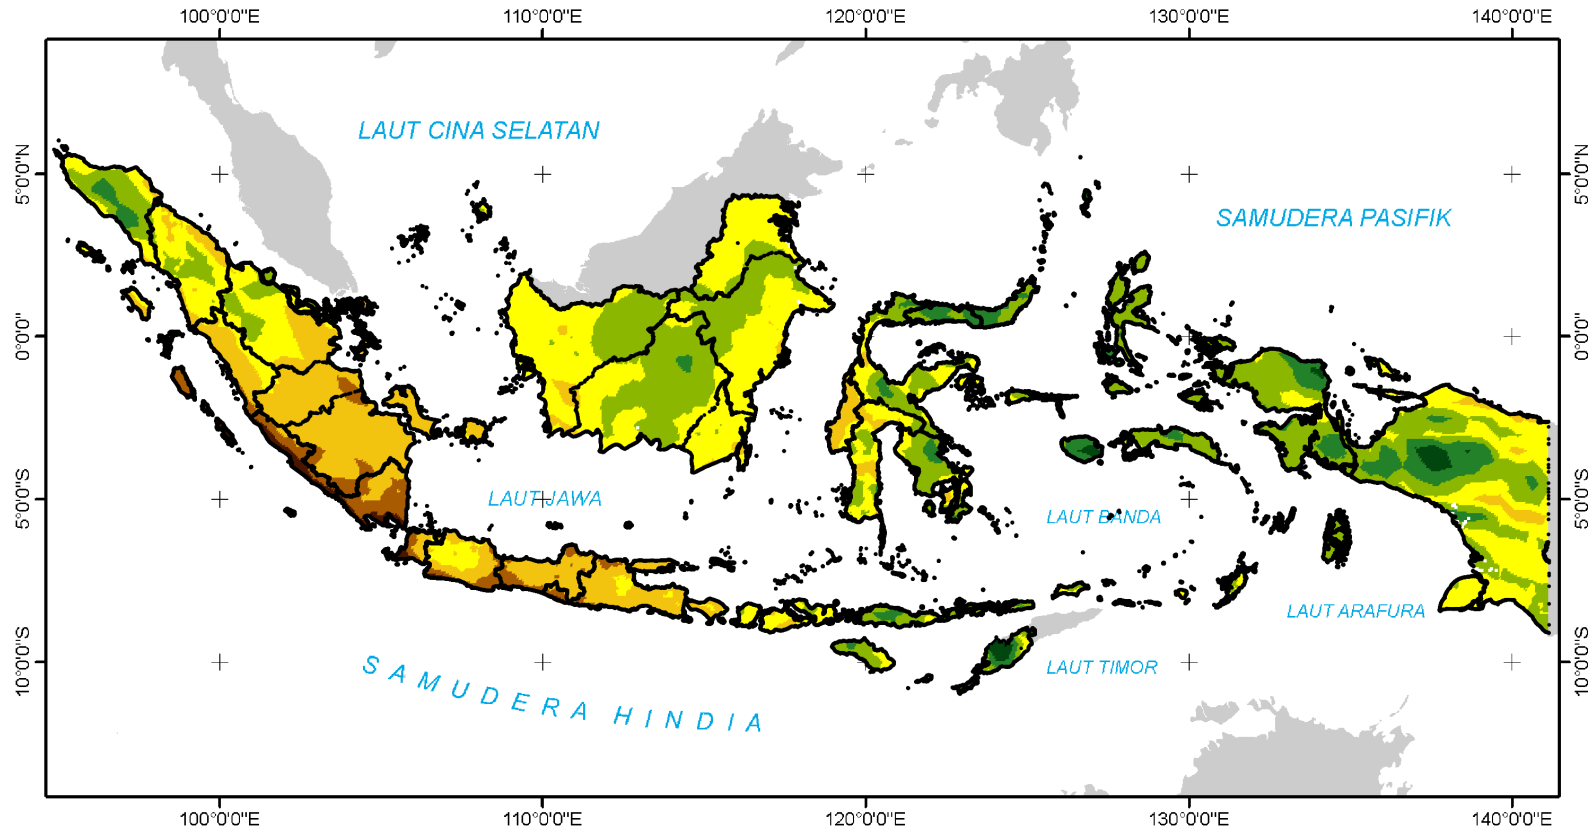 100°0'0"E 110°0'0"E 120°0'0"E 130°0'0"E 140°0'0"E
LAUT CINA SELATAN
5°0'0"N 5°0'0"N
SAMUDERA PASIFIK
0°0'0" 0°0'0"
5°0'0"S LAUT JAWA 5°0'0"S
LAUT BANDA
LAUT ARAFURA
10°0'0"S LAUT TIMOR 10°0'0"S
SAMUDERA HINDIA
100°0'0"E 110°0'0"E 120°0'0"E 130°0'0"E 140°0'0"E